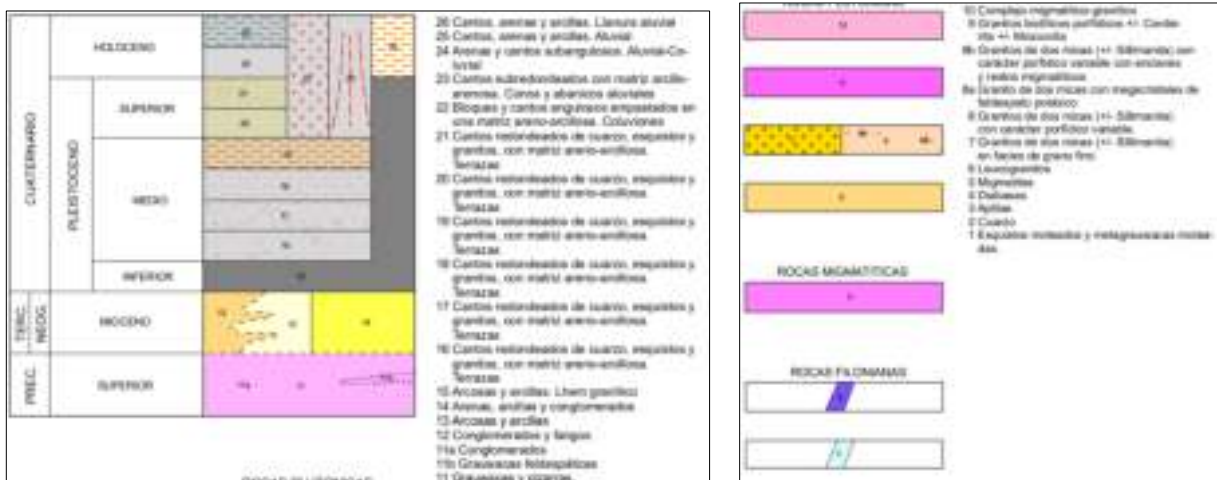 CUATERNARIO
HOLOCENO
PLEISTOCENO
SUPERIOR
MEDIO
INFERIOR
TERC.
NEOG.
MIOCENO
PREC.
SUPERIOR
26 Cantos, arenas y arcillas. Llanura aluvial
25 Cantos, arenas y arcillas. Aluvial
24 Arenas y cantos subangulosos. Aluvial-Co-
luvial
23 Cantos subredondeados con matriz arcillo-
arenosa. Conos y abanicos aluviales
22 Bloques y cantos angulosos empastados en
una matriz areno-arcillosa. Coluviones
21 Cantos redondeados de cuarzo, esquistos y
granitos, con matriz areno-arcillosa.
Terrazas
20 Cantos redondeados de cuarzo, esquistos y
granitos, con matriz areno-arcillosa.
Terrazas
19 Cantos redondeados de cuarzo, esquistos y
granitos, con matriz areno-arcillosa.
Terrazas
18 Cantos redondeados de cuarzo, esquistos y
granitos, con matriz areno-arcillosa.
Terrazas
17 Cantos redondeados de cuarzo, esquistos y
granitos, con matriz areno-arcillosa.
Terrazas
16 Cantos redondeados de cuarzo, esquistos y
granitos, con matriz areno-arcillosa.
Terrazas
15 Arcosas y arcillas. Lhem granítico
14 Arenas, arcillas y conglomerados
13 Arcosas y arcillas
12 Conglomerados y fangos
11a Conglomerados
11b Grauvacas feldespáticas
11 Grauvacas y pizarras
10 Complejo migmatítico-granítico
9 Granitos biotíticos porfídicos +/- Cordie-
rita +/- Moscovita
8b Granitos de dos micas (+/- Sillimanita) con
carácter porfídico variable con enclaves
y restos migmatíticos
8a Granito de dos micas con megacristales de
feldespato potásico
8 Granitos de dos micas (+/- Sillimanita)
con carácter porfídico variable
7 Granitos de dos micas (+/- Sillimanita)
en facies de grano fino
6 Leucogranitos
5 Migmatitas
4 Diabasas
3 Aplitas
2 Cuarzo
1 Esquistos moteados y metagrauvacas motea-
das
ROCAS MIGMATITICAS
ROCAS FILONIANAS